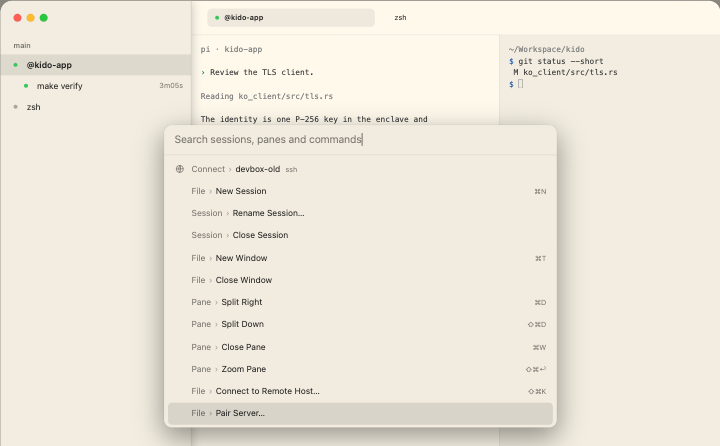 @kido-app
zsh
main
@kido-app
make verify 3m05s
zsh
pi · kido-app
› Review the TLS client.
Reading ko_client/src/tls.rs
The identity is one P-256 key in the enclave and
~/Workspace/kido
$ git status --short
M ko_client/src/tls.rs
$
Search sessions, panes and commands
Connect › devbox-old ssh
File › New Session ⌘N
Session › Rename Session...
Session › Close Session
File › New Window ⌘T
File › Close Window
Pane › Split Right ⌘D
Pane › Split Down ⇧⌘D
Pane › Close Pane ⌘W
Pane › Zoom Pane ⇧⌘⏎
File › Connect to Remote Host... ⇧⌘K
File › Pair Server...